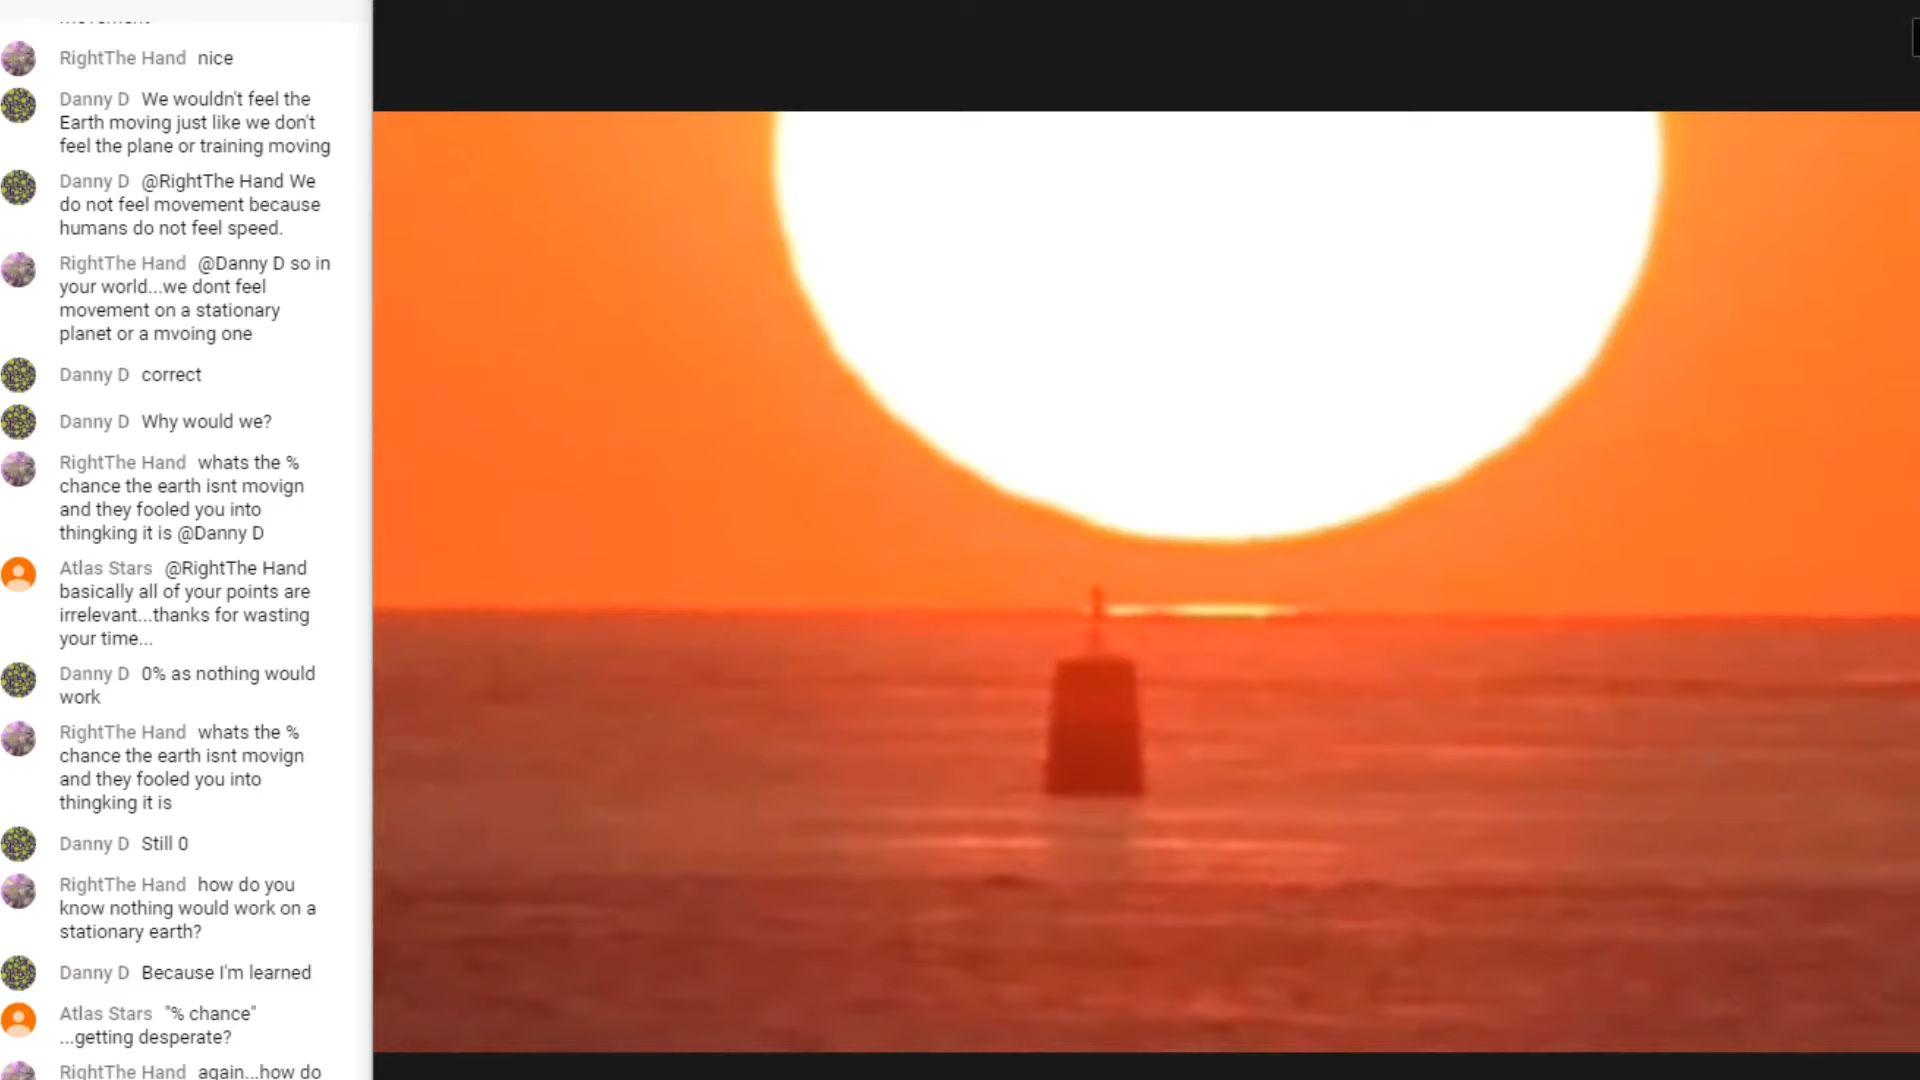 RightThe Hand nice
Danny D We wouldn't feel the
Earth moving just like we don't
feel the plane or training moving
Danny D @RightThe Hand We
do not feel movement because
humans do not feel speed.
RightThe Hand @Danny D so in
your world...we dont feel
movement on a stationary
planet or a mvoing one
Danny D correct
Danny D Why would we?
RightThe Hand whats the %
chance the earth isnt movign
and they fooled you into
thingking it is @Danny D
Atlas Stars @RightThe Hand
basically all of your points are
irrelevant...thanks for wasting
your time...
Danny D 0% as nothing would
work
RightThe Hand whats the %
chance the earth isnt movign
and they fooled you into
thingking it is
Danny D Still 0
RightThe Hand how do you
know nothing would work on a
stationary earth?
Danny D Because I'm learned
Atlas Stars "% chance"
...getting desperate?
RightThe Hand again...how do